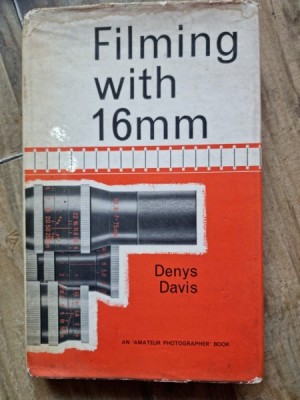 Filming
with
16mm
Denys
Davis
AN 'AMATEUR PHOTOGRAPHER' BOOK